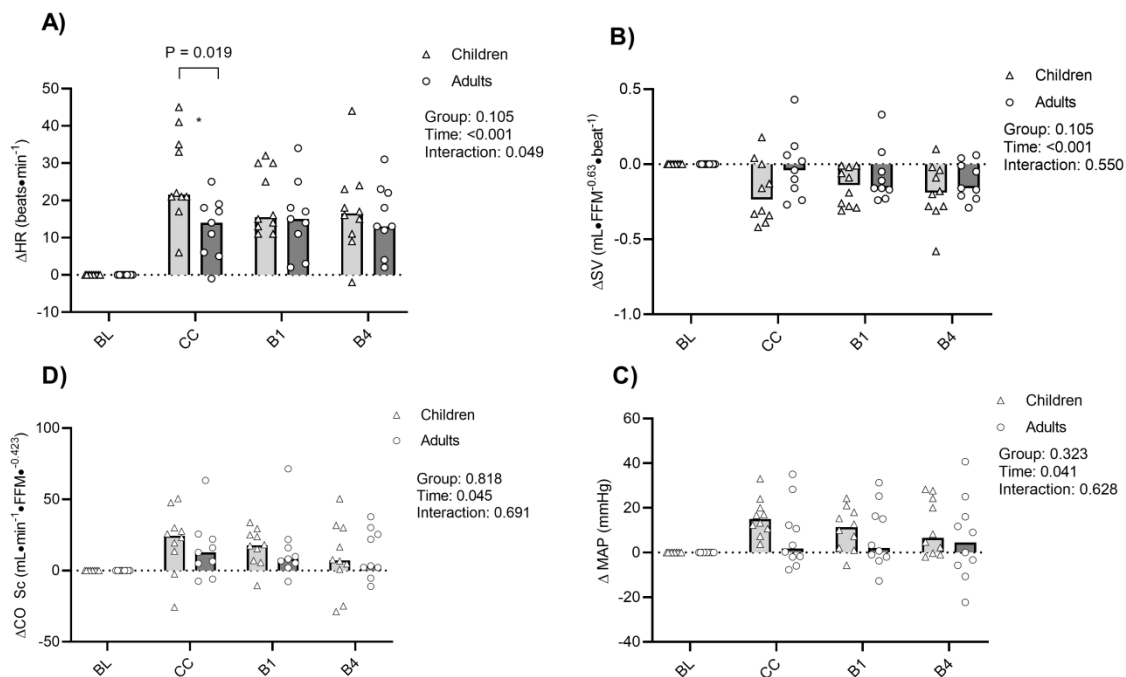 A)
P = 0.019
*
Children
Adults
Group: 0.105
Time: <0.001
Interaction: 0.049
ΔHR (beats•min⁻¹)
50
40
30
20
10
0
-10
BL
CC
B1
B4
B)
Children
Adults
Group: 0.105
Time: <0.001
Interaction: 0.550
ΔSV (mL•FFM⁻⁰·⁶³•beat⁻¹)
0.5
0.0
-0.5
-1.0
BL
CC
B1
B4
D)
Children
Adults
Group: 0.818
Time: 0.045
Interaction: 0.691
ΔCO Sc (mL•min⁻¹•FFM•⁻⁰·⁴²³)
100
50
0
-50
BL
CC
B1
B4
C)
Children
Adults
Group: 0.323
Time: 0.041
Interaction: 0.628
Δ MAP (mmHg)
60
40
20
0
-20
-40
BL
CC
B1
B4